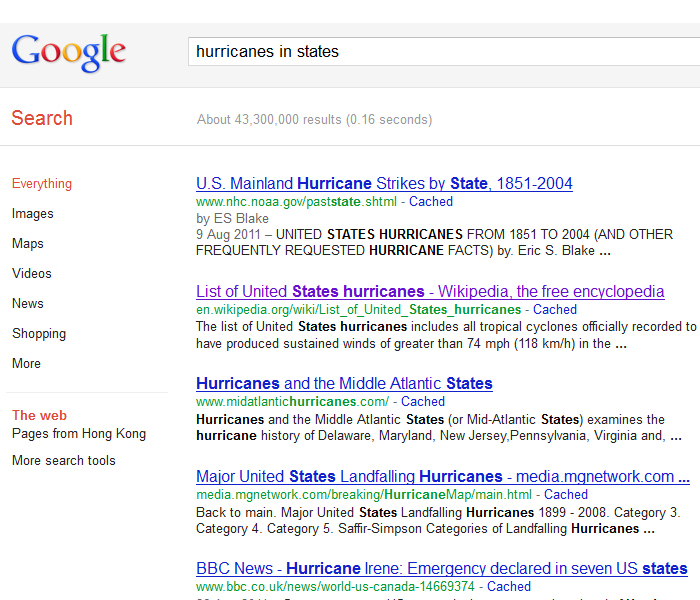 Google
hurricanes in states
Search
About 43,300,000 results (0.16 seconds)
Everything
Images
Maps
Videos
News
Shopping
More
The web
Pages from Hong Kong
More search tools
U.S. Mainland Hurricane Strikes by State, 1851-2004
www.nhc.noaa.gov/paststate.shtml - Cached
by ES Blake
9 Aug 2011 – UNITED STATES HURRICANES FROM 1851 TO 2004 (AND OTHER
FREQUENTLY REQUESTED HURRICANE FACTS) by. Eric S. Blake ...
List of United States hurricanes - Wikipedia, the free encyclopedia
en.wikipedia.org/wiki/List_of_United_States_hurricanes - Cached
The list of United States hurricanes includes all tropical cyclones officially recorded to
have produced sustained winds of greater than 74 mph (118 km/h) in the ...
Hurricanes and the Middle Atlantic States
www.midatlantichurricanes.com/ - Cached
Hurricanes and the Middle Atlantic States (or Mid-Atlantic States) examines the
hurricane history of Delaware, Maryland, New Jersey,Pennsylvania, Virginia and, ...
Major United States Landfalling Hurricanes - media.mgnetwork.com ...
media.mgnetwork.com/breaking/HurricaneMap/main.html - Cached
Back to main. Major United States Landfalling Hurricanes 1899 - 2008. Category 3.
Category 4. Category 5. Saffir-Simpson Categories of Landfalling Hurricanes ...
BBC News - Hurricane Irene: Emergency declared in seven US states
www.bbc.co.uk/news/world-us-canada-14669374 - Cached